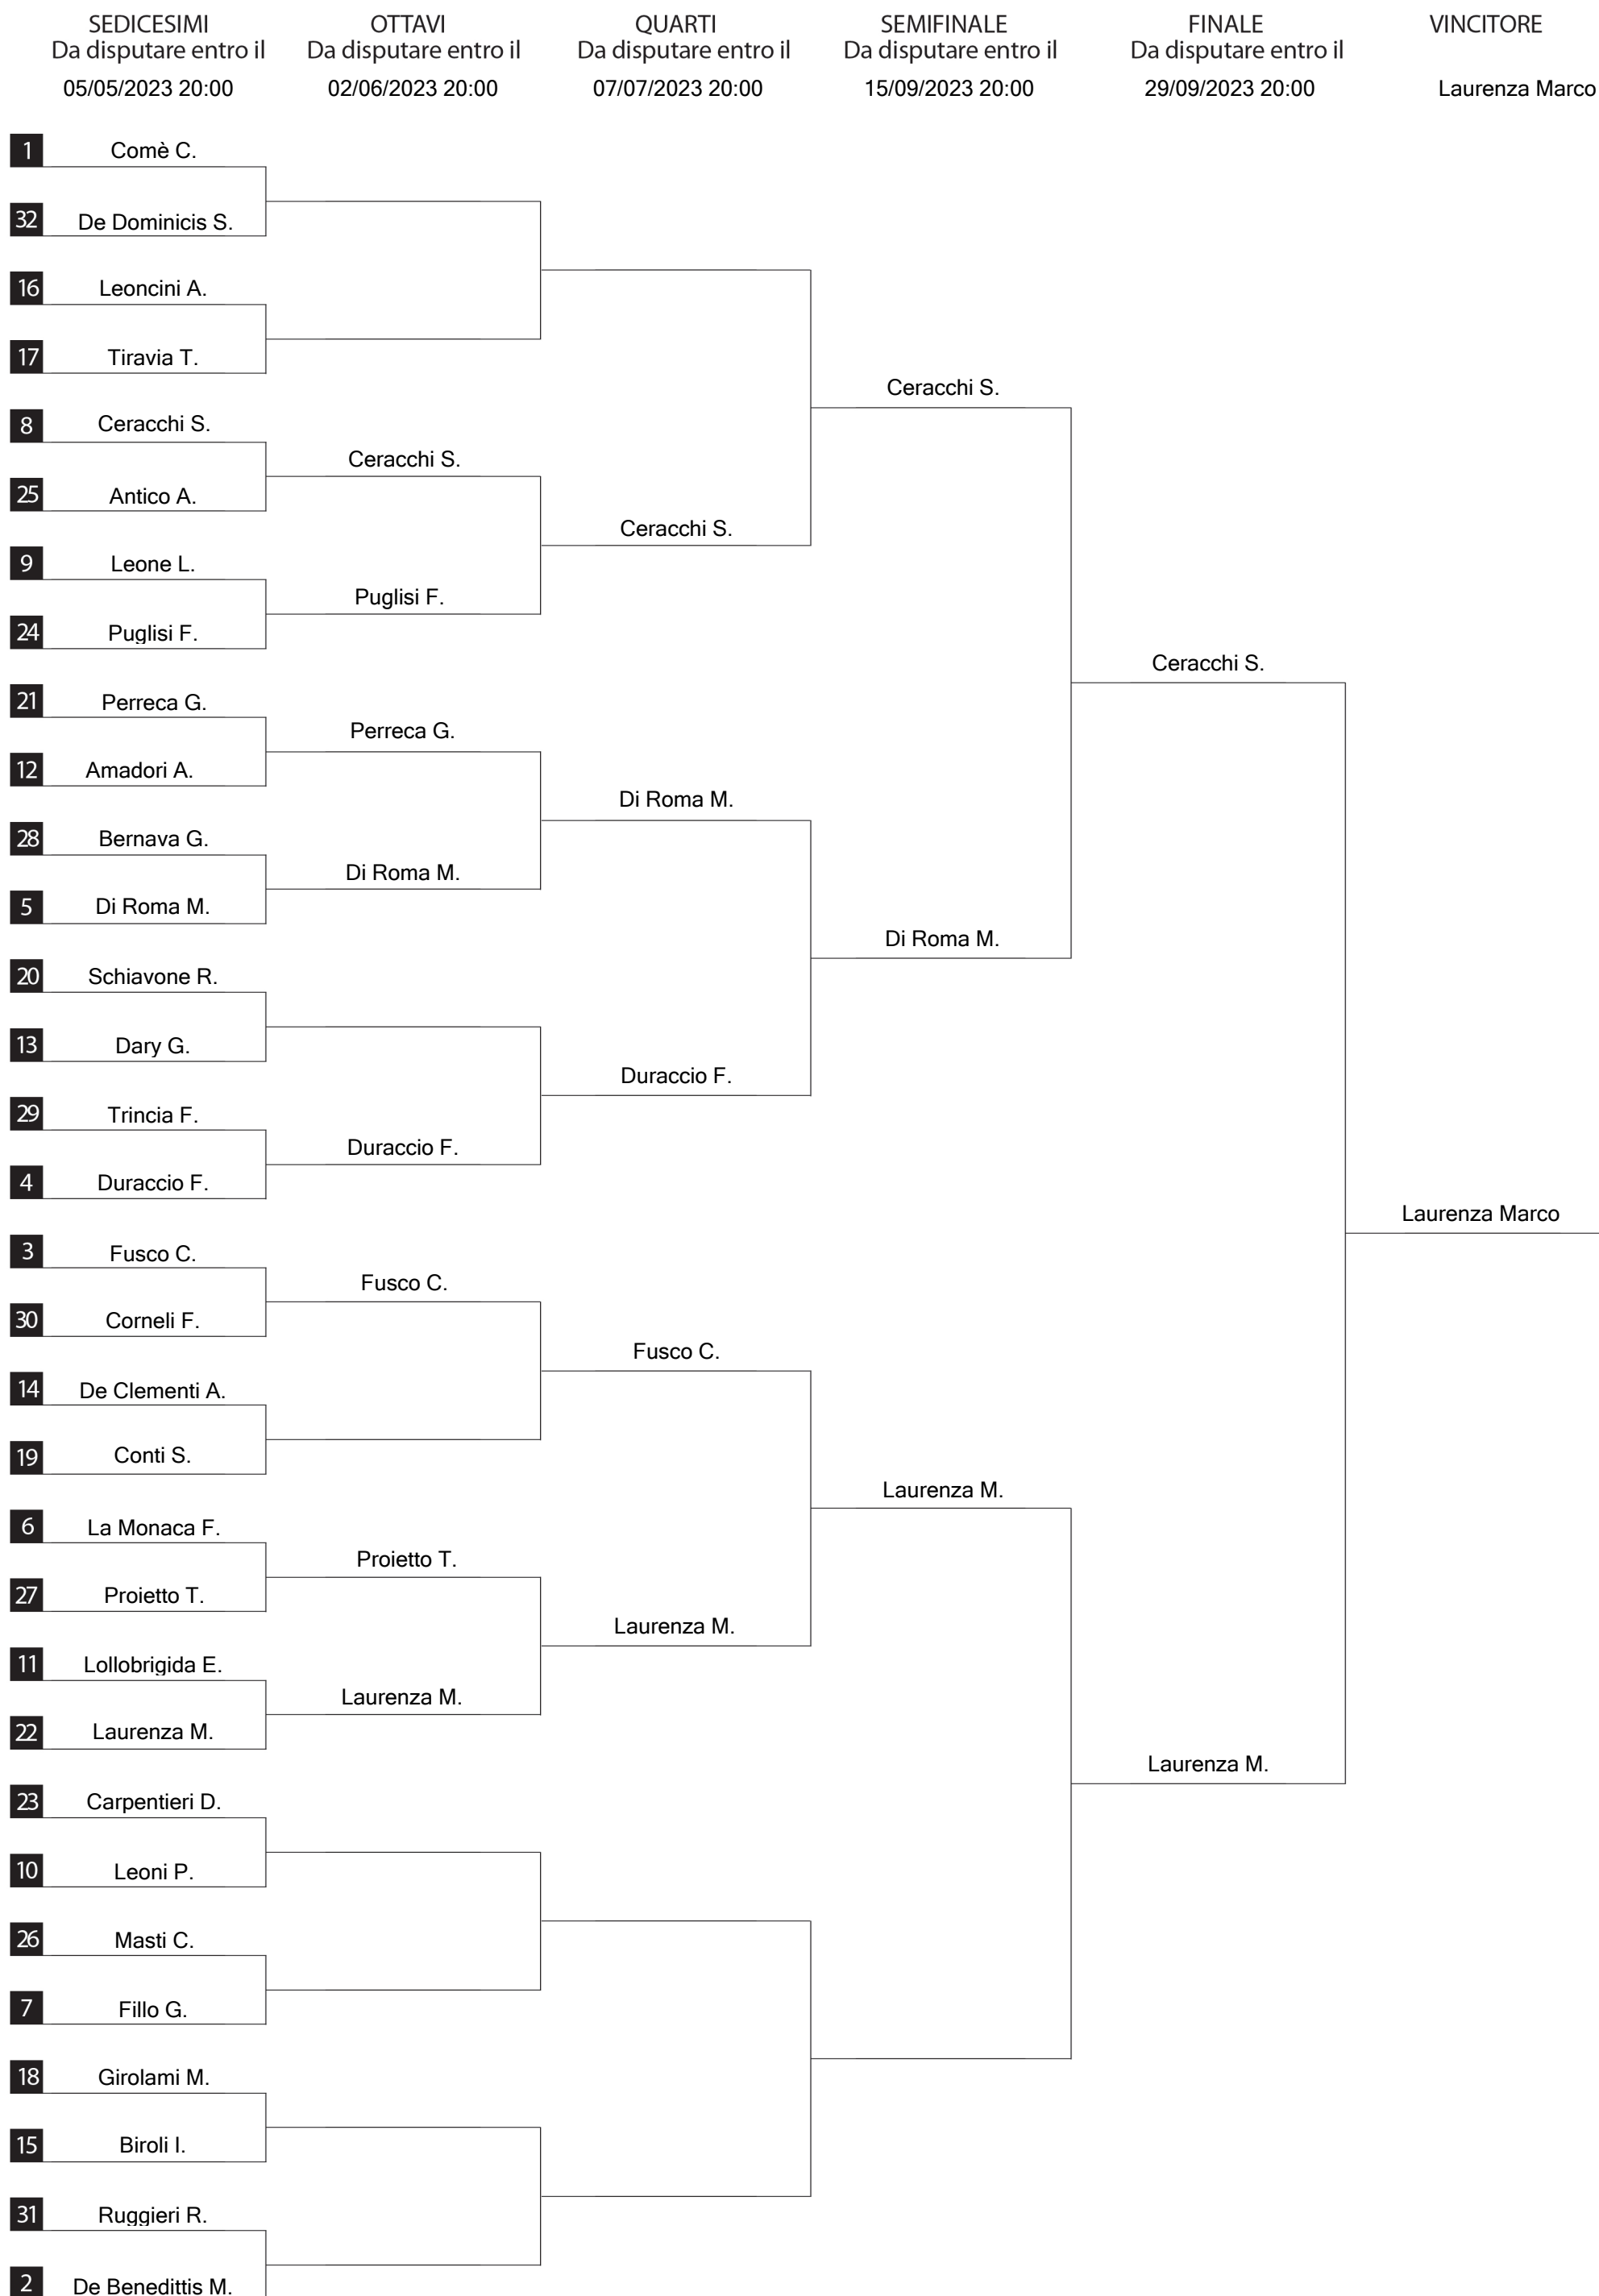 SEDICESIMI
Da disputare entro il
05/05/2023 20:00
OTTAVI
Da disputare entro il
02/06/2023 20:00
QUARTI
Da disputare entro il
07/07/2023 20:00
SEMIFINALE
Da disputare entro il
15/09/2023 20:00
FINALE
Da disputare entro il
29/09/2023 20:00
VINCITORE
Laurenza Marco
1 Comè C.
32 De Dominicis S.
16 Leoncini A.
17 Tiravia T.
8 Ceracchi S.
25 Antico A.
9 Leone L.
24 Puglisi F.
21 Perreca G.
12 Amadori A.
28 Bernava G.
5 Di Roma M.
20 Schiavone R.
13 Dary G.
29 Trincia F.
4 Duraccio F.
3 Fusco C.
30 Corneli F.
14 De Clementi A.
19 Conti S.
6 La Monaca F.
27 Proietto T.
11 Lollobrigida E.
22 Laurenza M.
23 Carpentieri D.
10 Leoni P.
26 Masti C.
7 Fillo G.
18 Girolami M.
15 Biroli I.
31 Ruggieri R.
2 De Benedittis M.
Ceracchi S.
Puglisi F.
Perreca G.
Di Roma M.
Duraccio F.
Fusco C.
Proietto T.
Laurenza M.
Ceracchi S.
Di Roma M.
Duraccio F.
Fusco C.
Laurenza M.
Ceracchi S.
Di Roma M.
Laurenza M.
Ceracchi S.
Laurenza M.
Laurenza Marco